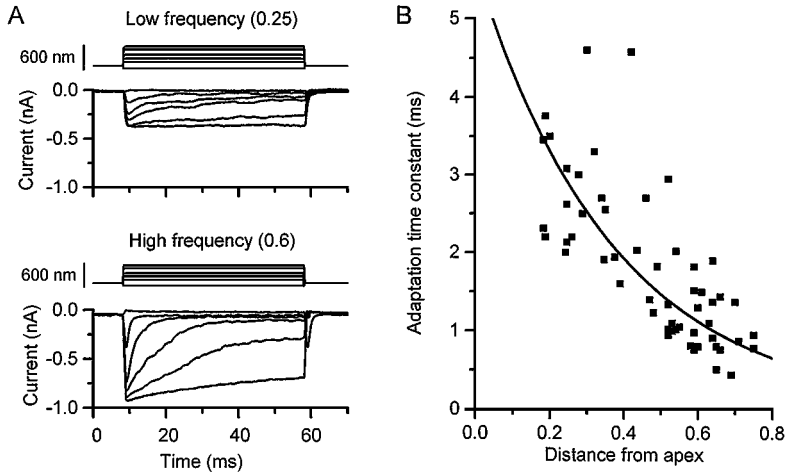 A
Low frequency (0.25)
600 nm
0.0
-0.5
-1.0
Current (nA)
High frequency (0.6)
600 nm
0.0
-0.5
-1.0
Current (nA)
0 20 40 60
Time (ms)
B
5
4
3
2
1
0
Adaptation time constant (ms)
0.0 0.2 0.4 0.6 0.8
Distance from apex